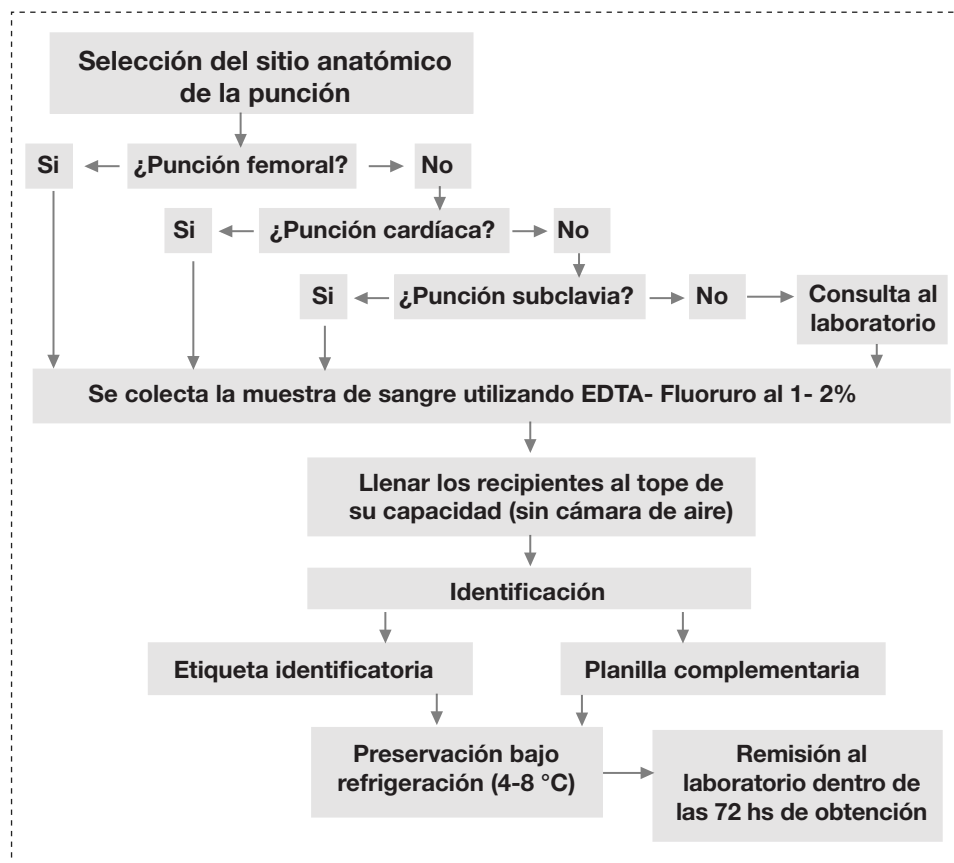 Selección del sitio anatómico
de la punción
Si
¿Punción femoral?
No
Si
¿Punción cardíaca?
No
Si
¿Punción subclavia?
No
Consulta al
laboratorio
Se colecta la muestra de sangre utilizando EDTA- Fluoruro al 1- 2%
Llenar los recipientes al tope de
su capacidad (sin cámara de aire)
Identificación
Etiqueta identificatoria
Planilla complementaria
Preservación bajo
refrigeración (4-8 °C)
Remisión al
laboratorio dentro de
las 72 hs de obtención